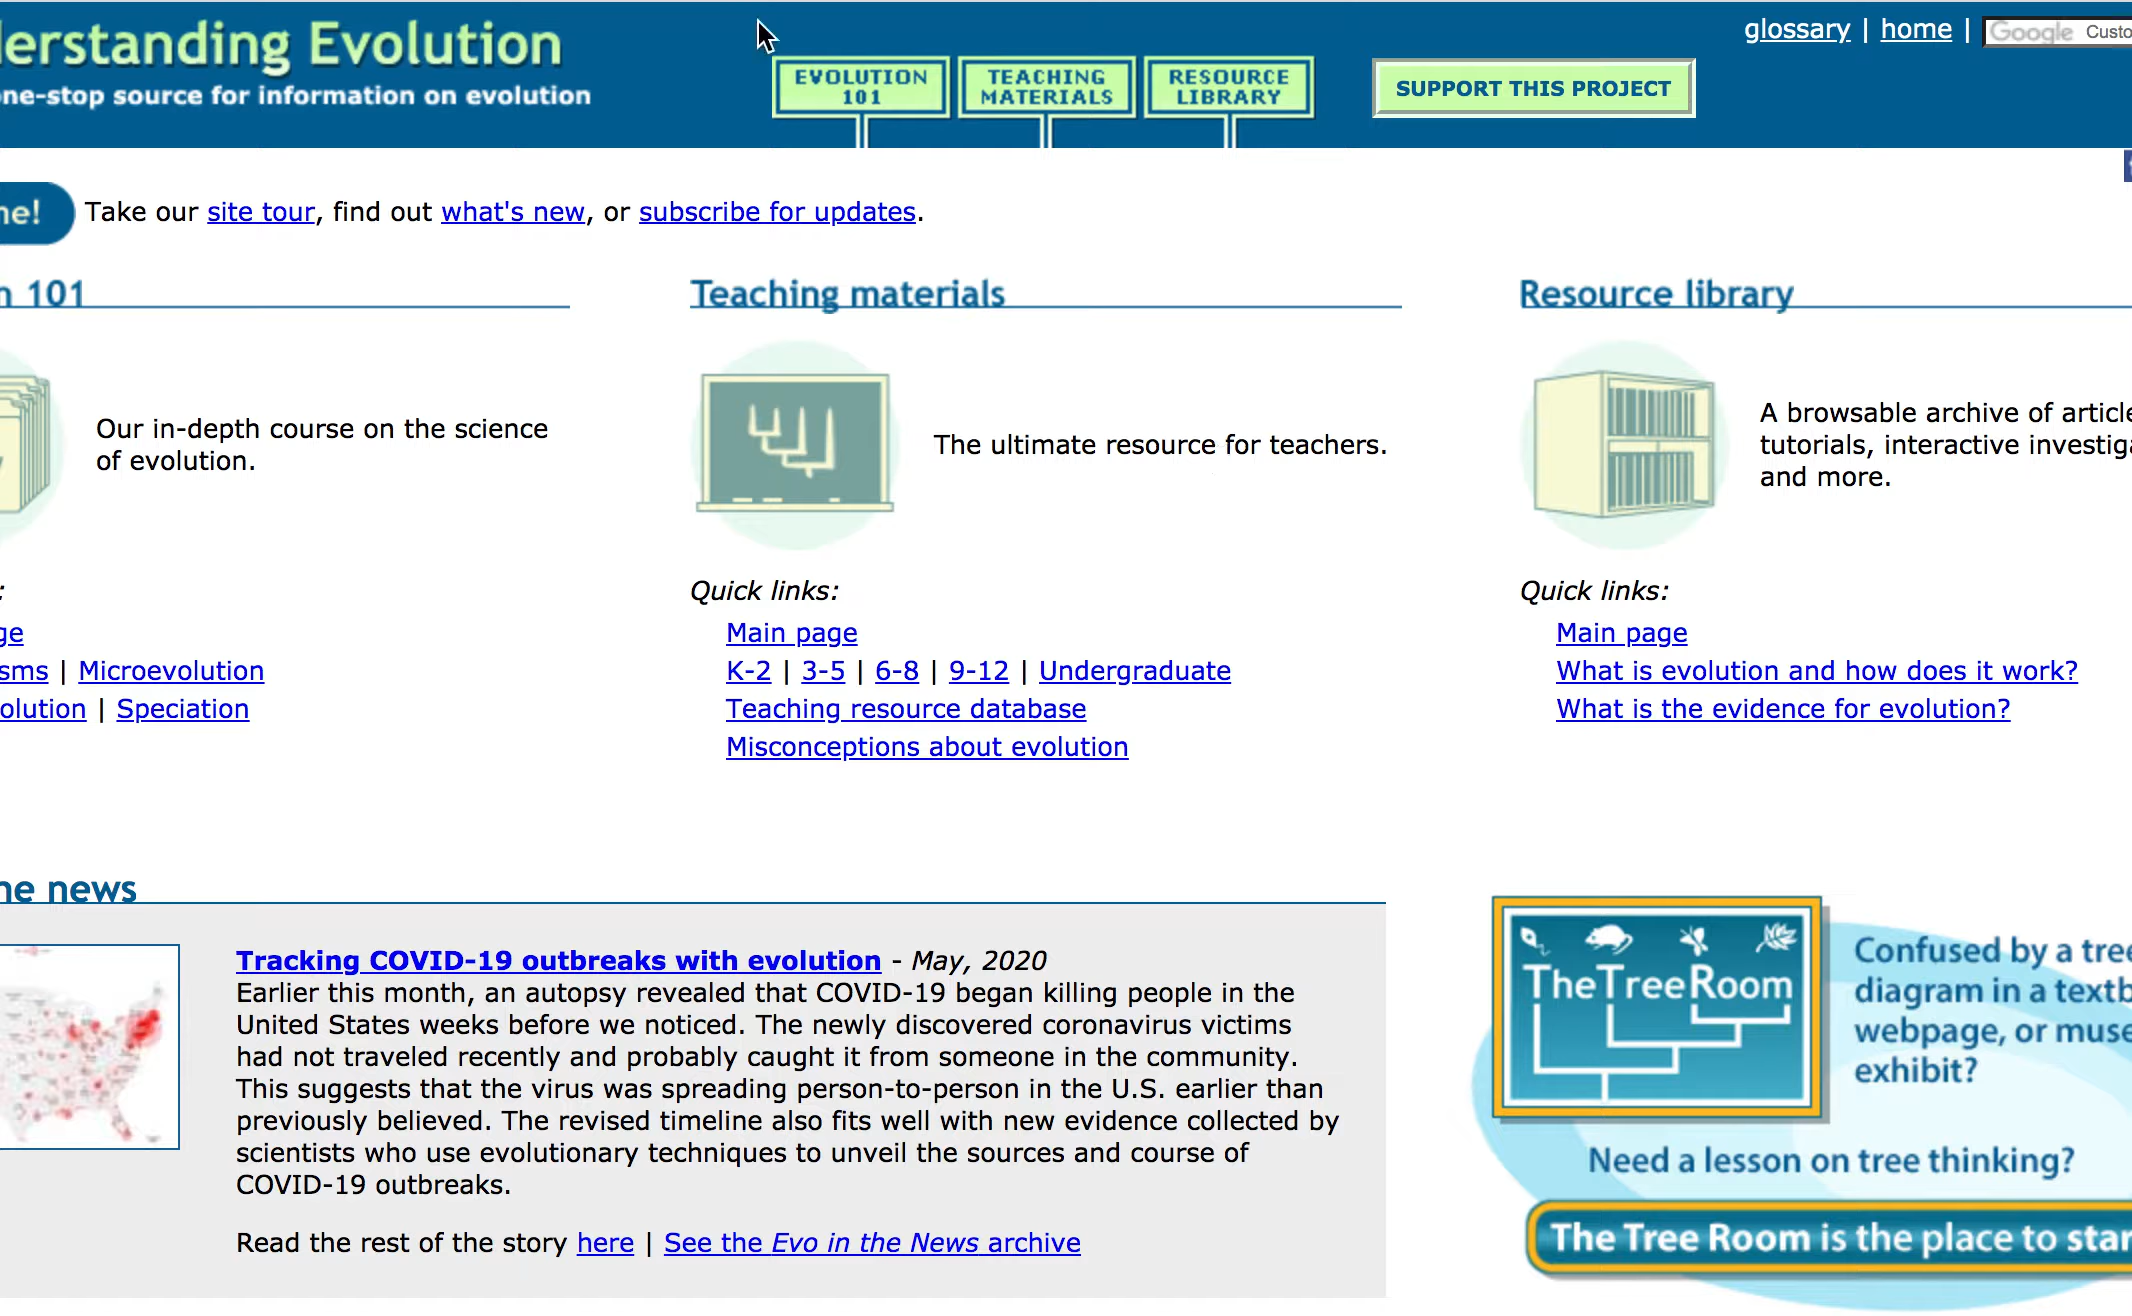 derstanding Evolution
ne-stop source for information on evolution
EVOLUTION 101
TEACHING MATERIALS
RESOURCE LIBRARY
SUPPORT THIS PROJECT
glossary | home | Google Custo
ne! Take our site tour, find out what's new, or subscribe for updates.
n 101
Our in-depth course on the science
of evolution.
ge
sms | Microevolution
olution | Speciation
Teaching materials
The ultimate resource for teachers.
Quick links:
Main page
K-2 | 3-5 | 6-8 | 9-12 | Undergraduate
Teaching resource database
Misconceptions about evolution
Resource library
A browsable archive of article
tutorials, interactive investiga
and more.
Quick links:
Main page
What is evolution and how does it work?
What is the evidence for evolution?
he news
Tracking COVID-19 outbreaks with evolution - May, 2020
Earlier this month, an autopsy revealed that COVID-19 began killing people in the
United States weeks before we noticed. The newly discovered coronavirus victims
had not traveled recently and probably caught it from someone in the community.
This suggests that the virus was spreading person-to-person in the U.S. earlier than
previously believed. The revised timeline also fits well with new evidence collected by
scientists who use evolutionary techniques to unveil the sources and course of
COVID-19 outbreaks.
Read the rest of the story here | See the Evo in the News archive
The Tree Room
Confused by a tree
diagram in a textb
webpage, or muse
exhibit?
Need a lesson on tree thinking?
The Tree Room is the place to star